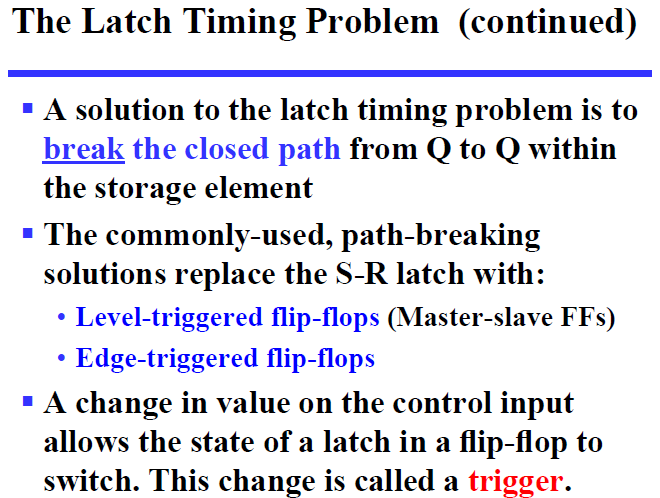 The Latch Timing Problem (continued)
▪ A solution to the latch timing problem is to
break the closed path from Q to Q within
the storage element
▪ The commonly-used, path-breaking
solutions replace the S-R latch with:
• Level-triggered flip-flops (Master-slave FFs)
• Edge-triggered flip-flops
▪ A change in value on the control input
allows the state of a latch in a flip-flop to
switch. This change is called a trigger.